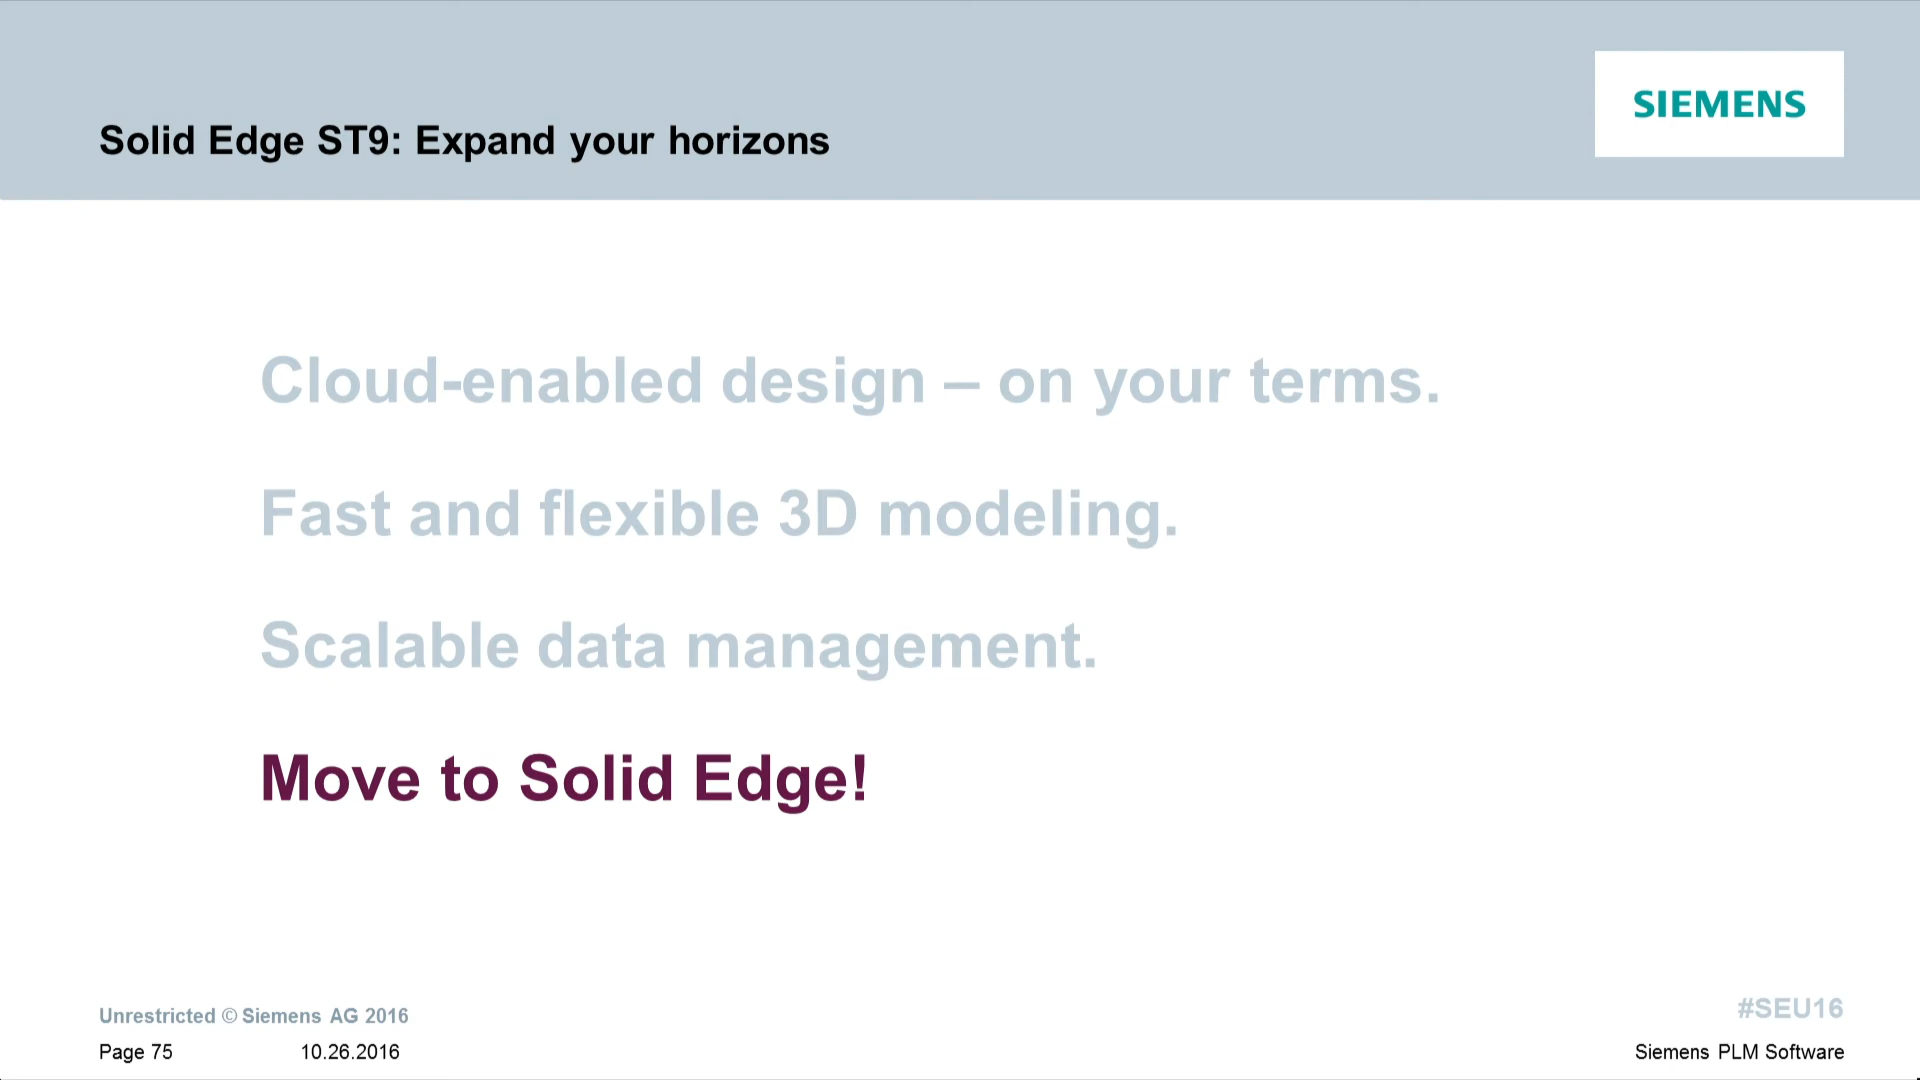 SIEMENS
Solid Edge ST9: Expand your horizons
Cloud-enabled design – on your terms.
Fast and flexible 3D modeling.
Scalable data management.
Move to Solid Edge!
Unrestricted © Siemens AG 2016
#SEU16
Page 75 10.26.2016
Siemens PLM Software